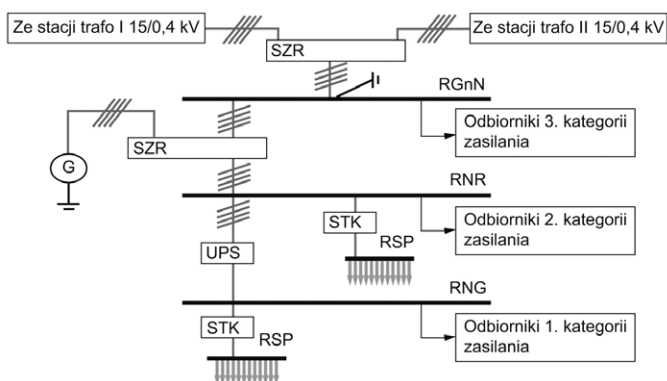 Ze stacji trafo I 15/0,4 kV
Ze stacji trafo II 15/0,4 kV
SZR
RGnN
Odbiorniki 3. kategorii
zasilania
SZR
G
RNR
STK
Odbiorniki 2. kategorii
zasilania
RSP
UPS
RNG
STK
RSP
Odbiorniki 1. kategorii
zasilania